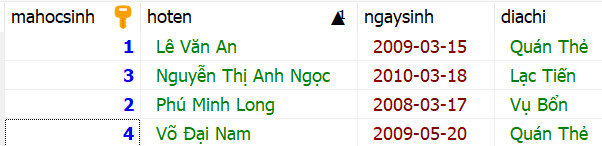 mahocsinh hoten 1 ngaysinh diachi
1 Lê Văn An 2009-03-15 Quán Thẻ
3 Nguyễn Thị Anh Ngọc 2010-03-18 Lạc Tiến
2 Phú Minh Long 2008-03-17 Vụ Bổn
4 Võ Đại Nam 2009-05-20 Quán Thẻ